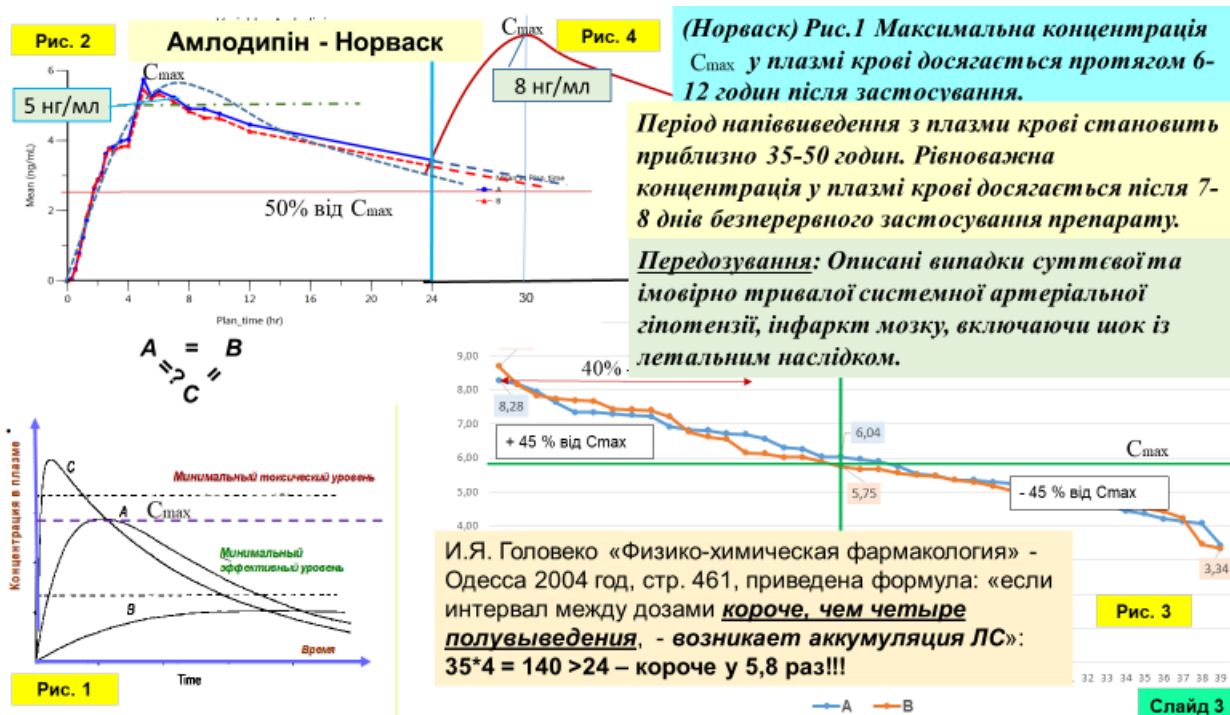 Рис. 2
Амлодипін - Норваск
Cmax
Рис. 4
(Норваск) Рис.1 Максимальна концентрація
Cmax у плазмі крові досягається протягом 6-
12 годин після застосування.
Період напіввиведення з плазми крові становить
приблизно 35-50 годин. Рівноважна
концентрація у плазмі крові досягається після 7-
8 днів безперервного застосування препарату.
Передозування: Описані випадки суттєвої та
імовірно тривалої системної артеріальної
гіпотензії, інфаркт мозку, включаючи шок із
летальним наслідком.
6
Cmax
5 нг/мл
8 нг/мл
4
Mean (ng/mL)
2
50% від Cmax
A
B
0
0 4 8 12 16 20 24 30
Plan_time (hr)
A = B
=? =
C
9,00
40%
8,00
8,28
7,00
+ 45 % від Cmax
6,04
Cmax
6,00
5,75
- 45 % від Cmax
5,00
4,00
3,34
И.Я. Головеко «Физико-химическая фармакология» -
Одесса 2004 год, стр. 461, приведена формула: «если
интервал между дозами короче, чем четыре
полувыведения, - возникает аккумуляция ЛС»:
35*4 = 140 >24 – короче у 5,8 раз!!!
Рис. 3
32 33 34 35 36 37 38 39
A B
Слайд 3
Концентрация в плазме
C
Минимальный токсический уровень
A
Cmax
Минимальный
эффективный уровень
B
Время
Time
Рис. 1